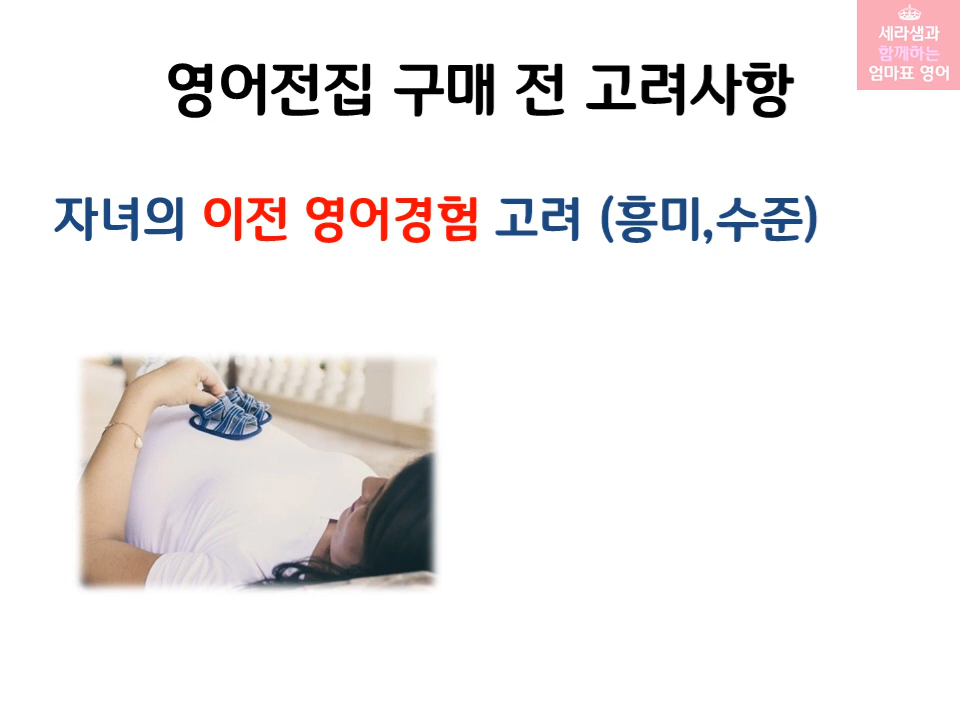 세라샘과
함께하는
엄마표 영어
영어전집 구매 전 고려사항
자녀의 이전 영어경험 고려 (흥미,수준)